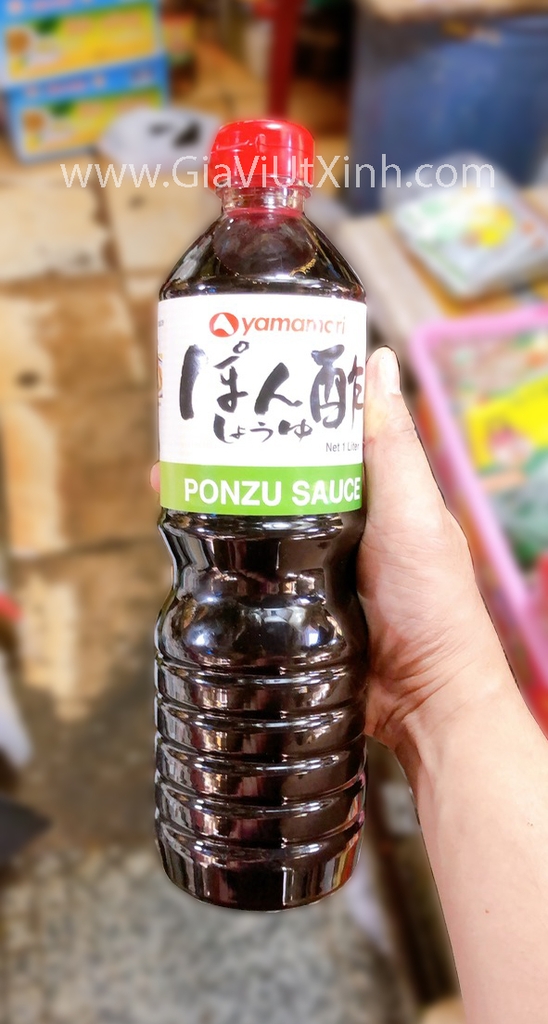 www.GiaViUtXinh.com
yamamori
ぽん酢
しょうゆ
Net 1 Liter
PONZU SAUCE